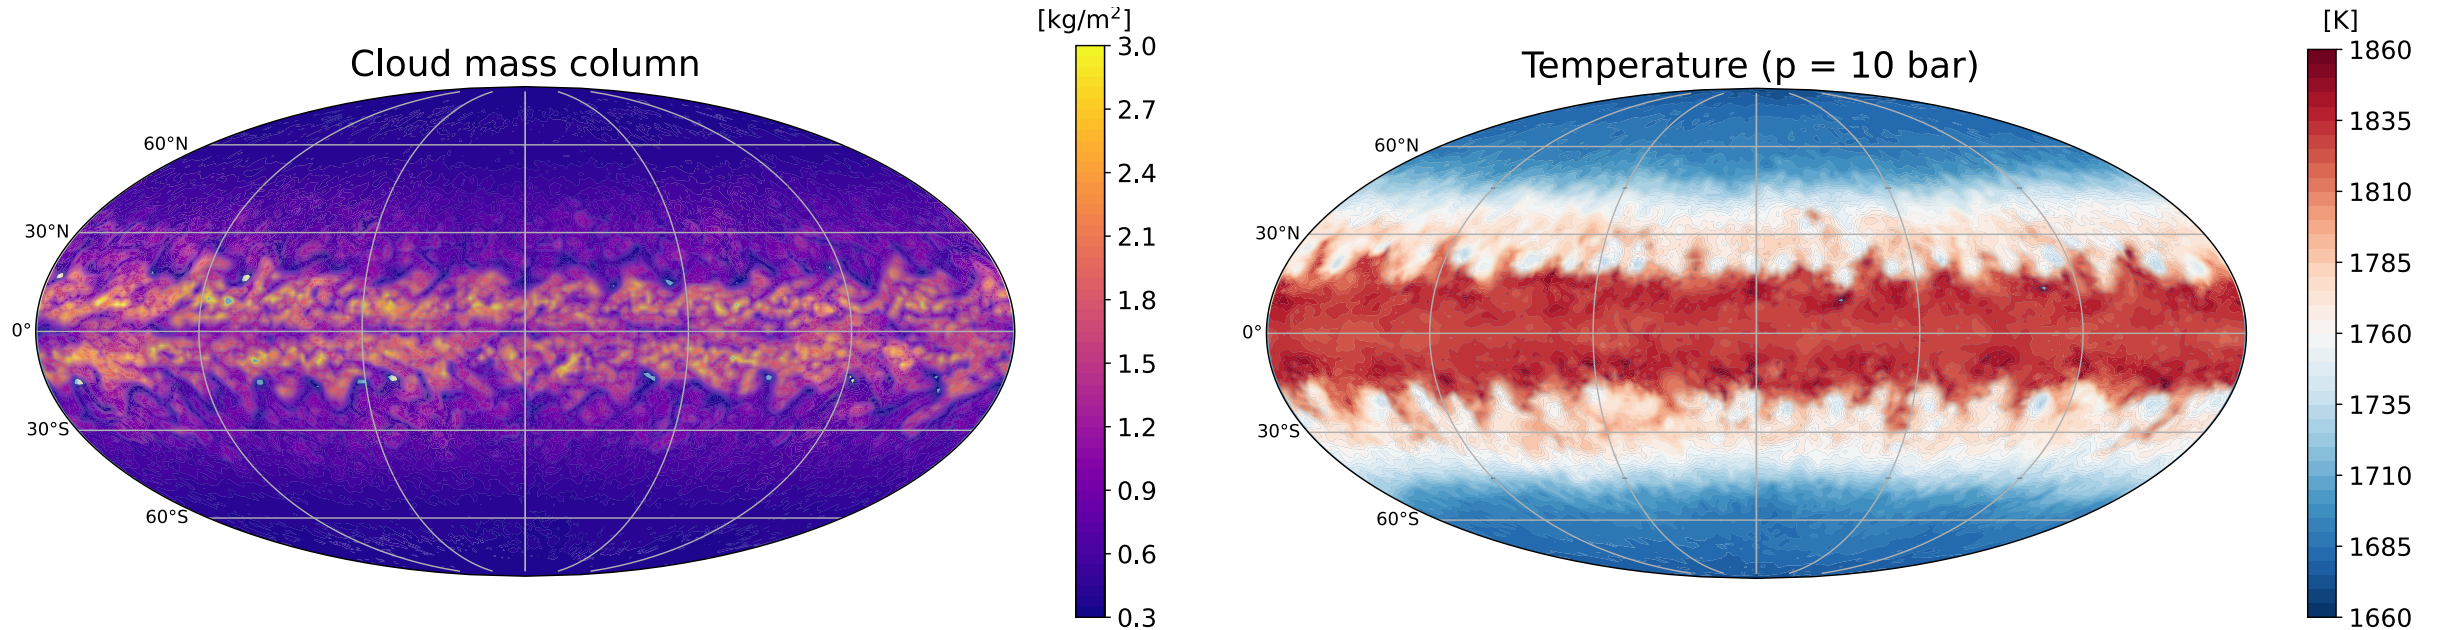 Cloud mass column
[kg/m²]
60°N
30°N
0°
30°S
60°S
3.0
2.7
2.4
2.1
1.8
1.5
1.2
0.9
0.6
0.3
Temperature (p = 10 bar)
[K]
60°N
30°N
0°
30°S
60°S
1860
1835
1810
1785
1760
1735
1710
1685
1660